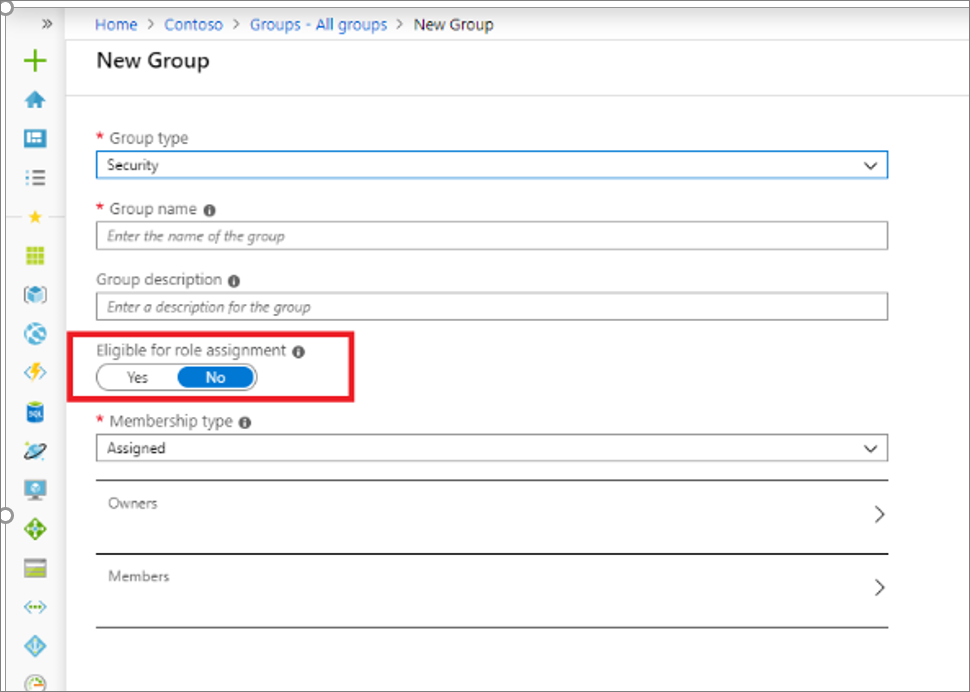 » Home > Contoso > Groups - All groups > New Group
New Group
* Group type
Security
* Group name
Enter the name of the group
Group description
Enter a description for the group
Eligible for role assignment
Yes No
* Membership type
Assigned
Owners
Members
SQL